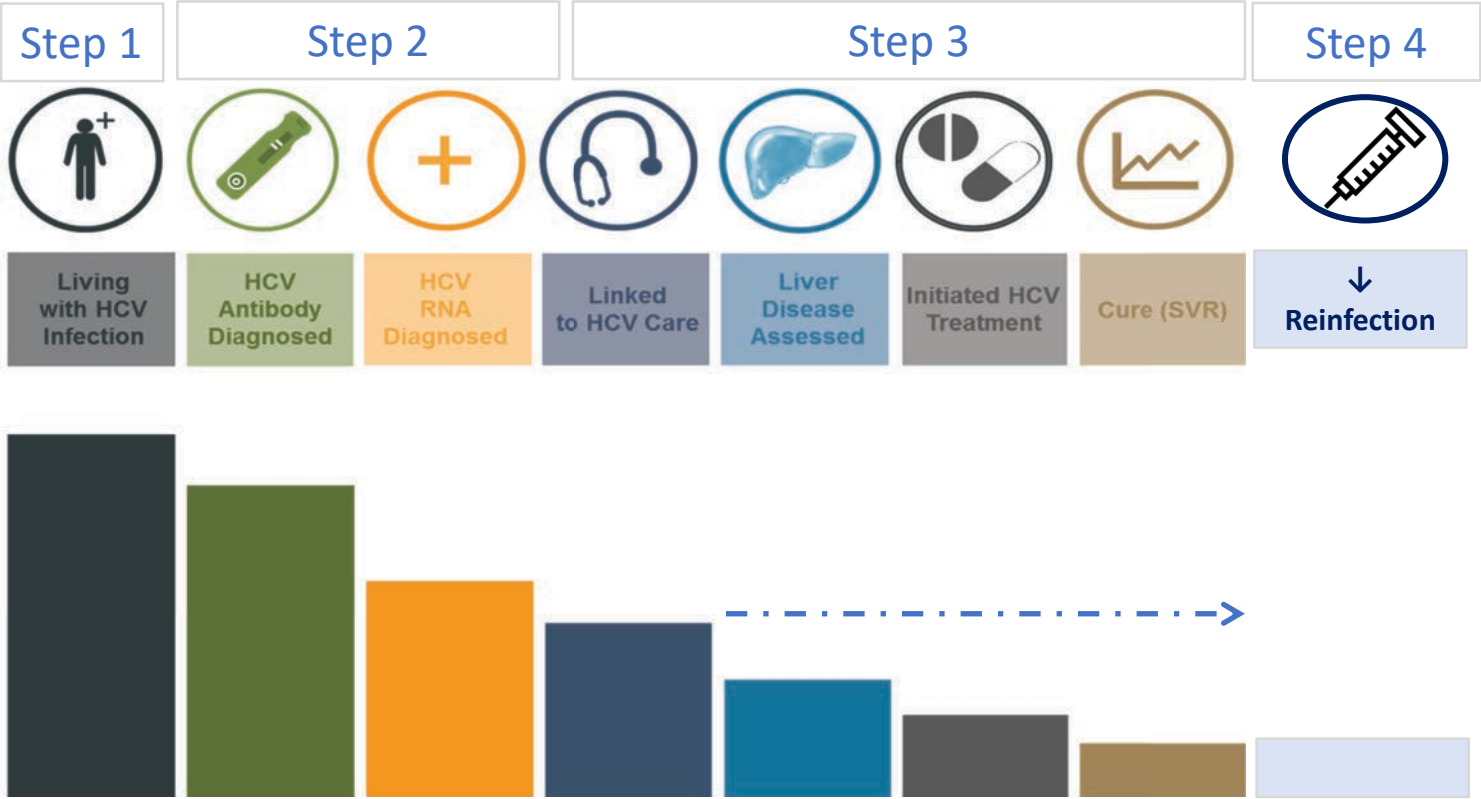 Step 1
Step 2
Step 3
Step 4
Living
with HCV
Infection
HCV
Antibody
Diagnosed
HCV
RNA
Diagnosed
Linked
to HCV Care
Liver
Disease
Assessed
Initiated HCV
Treatment
Cure (SVR)
↓
Reinfection